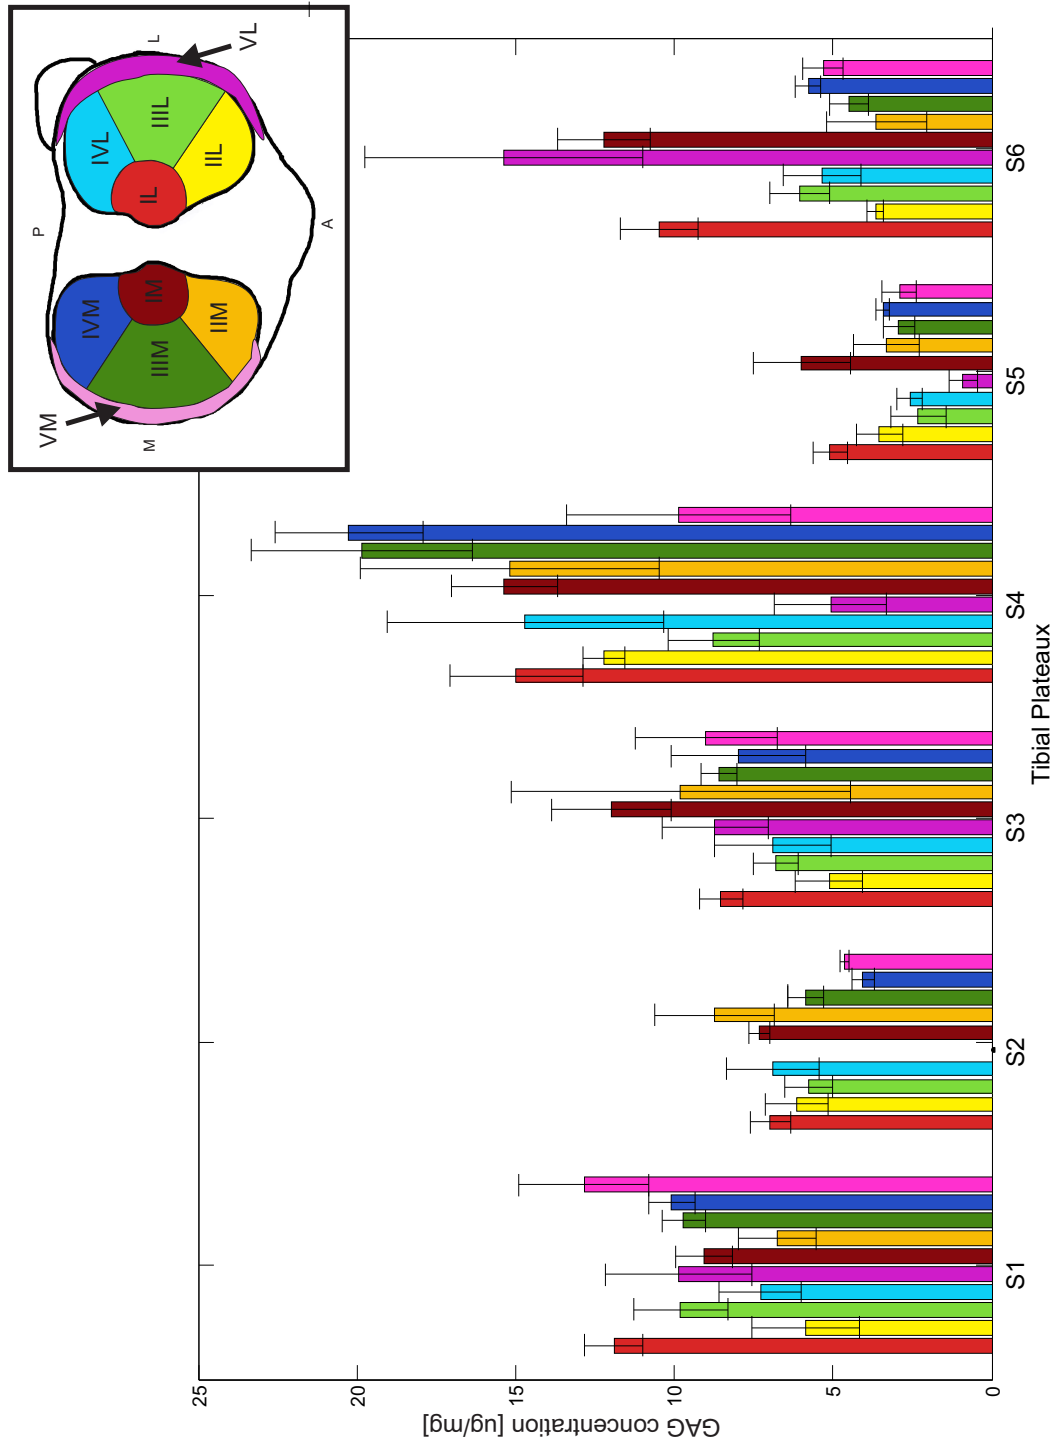 VM
VL
P
M
L
A
IVM
IM
IIIM
IIM
IVL
IL
IIIL
IIL
GAG concentration [ug/mg]
25
20
15
10
5
0
S1
S2
S3
S4
S5
S6
Tibial Plateaux